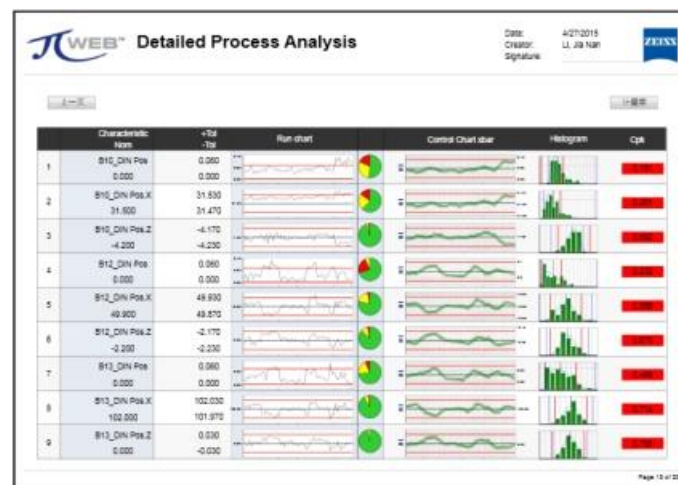 πWEB™ Detailed Process Analysis
Date: 4/27/2015
Creator: Li, Jia Nan
Signature:
ZEISS
上一页
Characteristic Nom +Tol -Tol Run chart Control Chart xbar Histogram Cpk
1 B10_DIN Pos 0.060
0.000 0.000
2 B10_DIN Pos.X 31.530
31.500 31.470
3 B10_DIN Pos.Z -4.170
-4.200 -4.230
4 B12_DIN Pos 0.060
0.000 0.000
5 B12_DIN Pos.X 49.930
49.900 49.870
6 B12_DIN Pos.Z -2.170
-2.200 -2.230
7 B13_DIN Pos 0.060
0.000 0.000
8 B13_DIN Pos.X 102.030
102.000 101.970
9 B13_DIN Pos.Z 0.030
0.000 -0.030